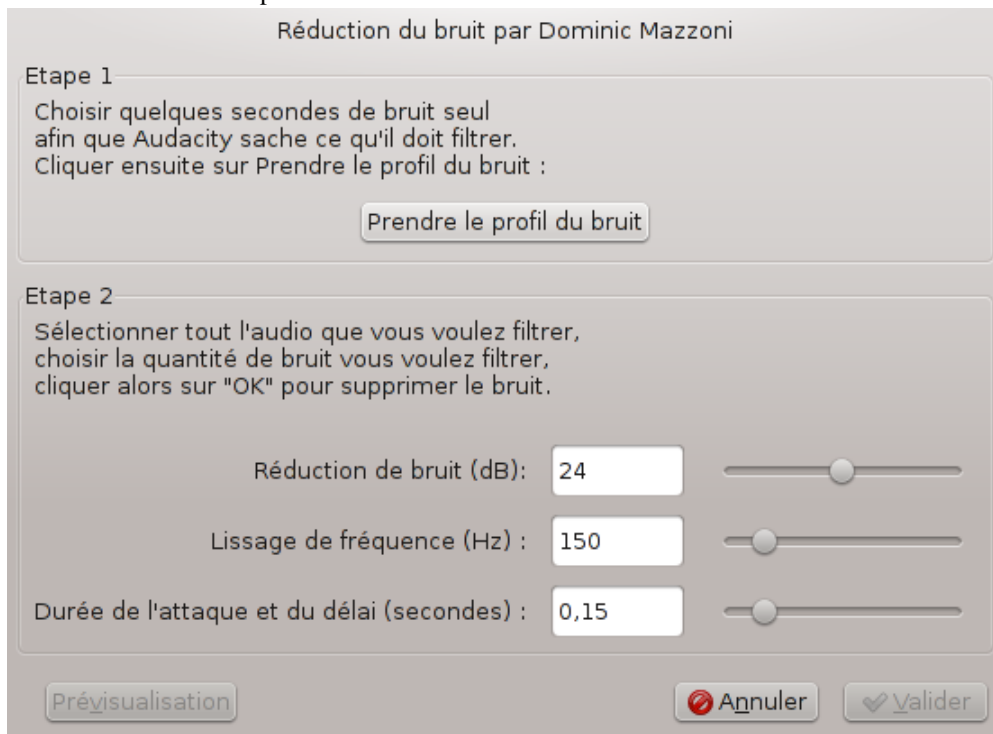 Réduction du bruit par Dominic Mazzoni
Etape 1
Choisir quelques secondes de bruit seul
afin que Audacity sache ce qu'il doit filtrer.
Cliquer ensuite sur Prendre le profil du bruit :
Prendre le profil du bruit
Etape 2
Sélectionner tout l'audio que vous voulez filtrer,
choisir la quantité de bruit vous voulez filtrer,
cliquer alors sur "OK" pour supprimer le bruit.
Réduction de bruit (dB): 24
Lissage de fréquence (Hz) : 150
Durée de l'attaque et du délai (secondes) : 0,15
Prévisualisation Annuler Valider